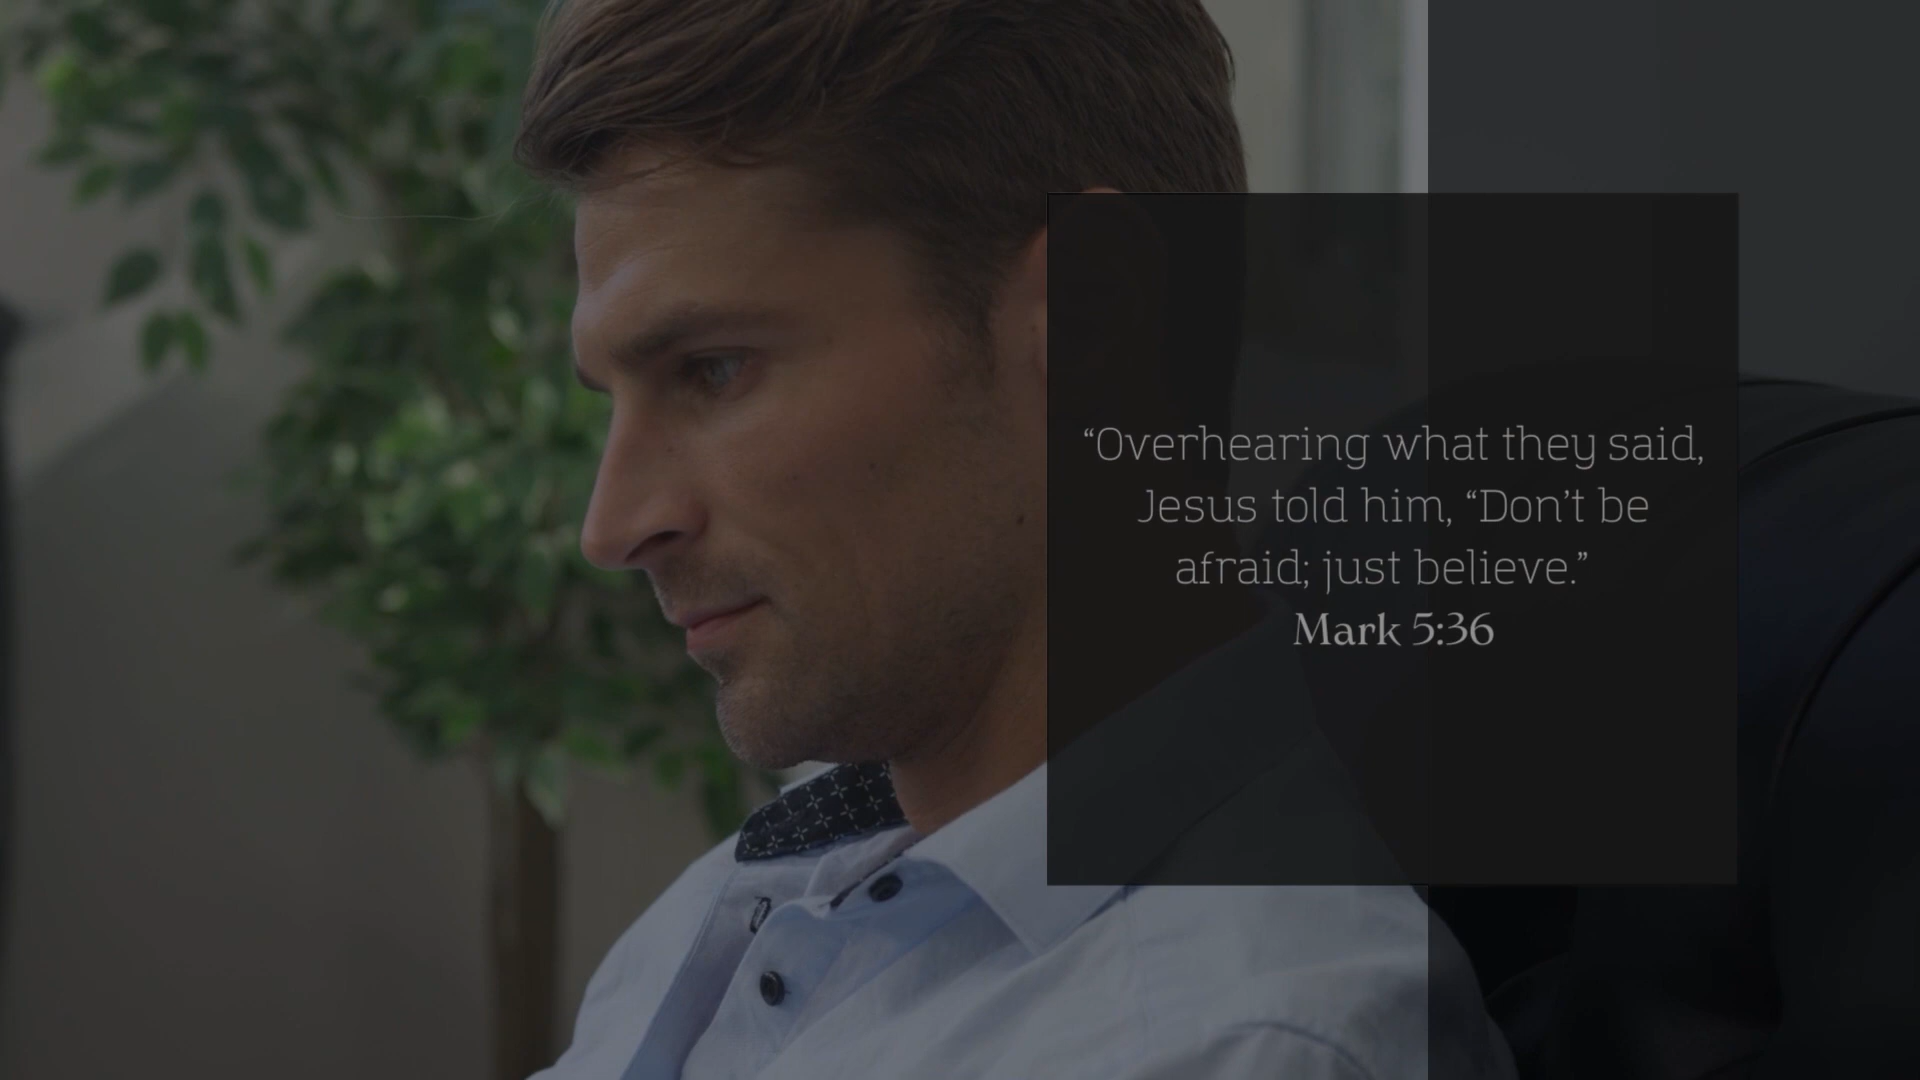 “Overhearing what they said,
Jesus told him, “Don’t be
afraid; just believe.”
Mark 5:36